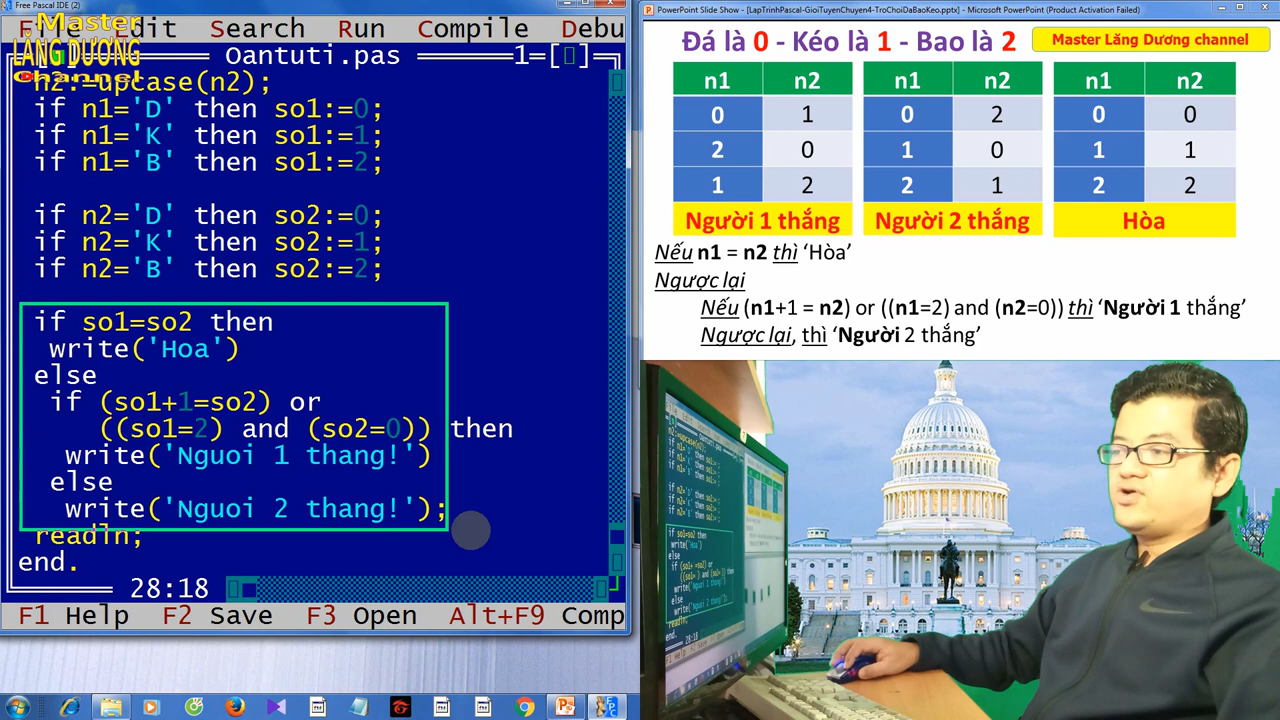 Free Pascal IDE (2)
File Edit Search Run Compile Debu
Master
LĂNG DƯƠNG
Channel
Oantuti.pas 1=[ ]
n2:=upcase(n2);
if n1='D' then so1:=0;
if n1='K' then so1:=1;
if n1='B' then so1:=2;
if n2='D' then so2:=0;
if n2='K' then so2:=1;
if n2='B' then so2:=2;
if so1=so2 then
write('Hoa')
else
if (so1+1=so2) or
((so1=2) and (so2=0)) then
write('Nguoi 1 thang!')
else
write('Nguoi 2 thang!');
readln;
end.
28:18
F1 Help F2 Save F3 Open Alt+F9 Comp
PowerPoint Slide Show - [LapTrinhPascal-GioiTuyenChuyen4-TroChoiDaBaoKeo.pptx] - Microsoft PowerPoint (Product Activation Failed)
Đá là 0 - Kéo là 1 - Bao là 2
Master Lăng Dương channel
n1 n2
0 1
2 0
1 2
Người 1 thắng
n1 n2
0 2
1 0
2 1
Người 2 thắng
n1 n2
0 0
1 1
2 2
Hòa
Nếu n1 = n2 thì ‘Hòa’
Ngược lại
Nếu (n1+1 = n2) or ((n1=2) and (n2=0)) thì ‘Người 1 thắng’
Ngược lại, thì ‘Người 2 thắng’